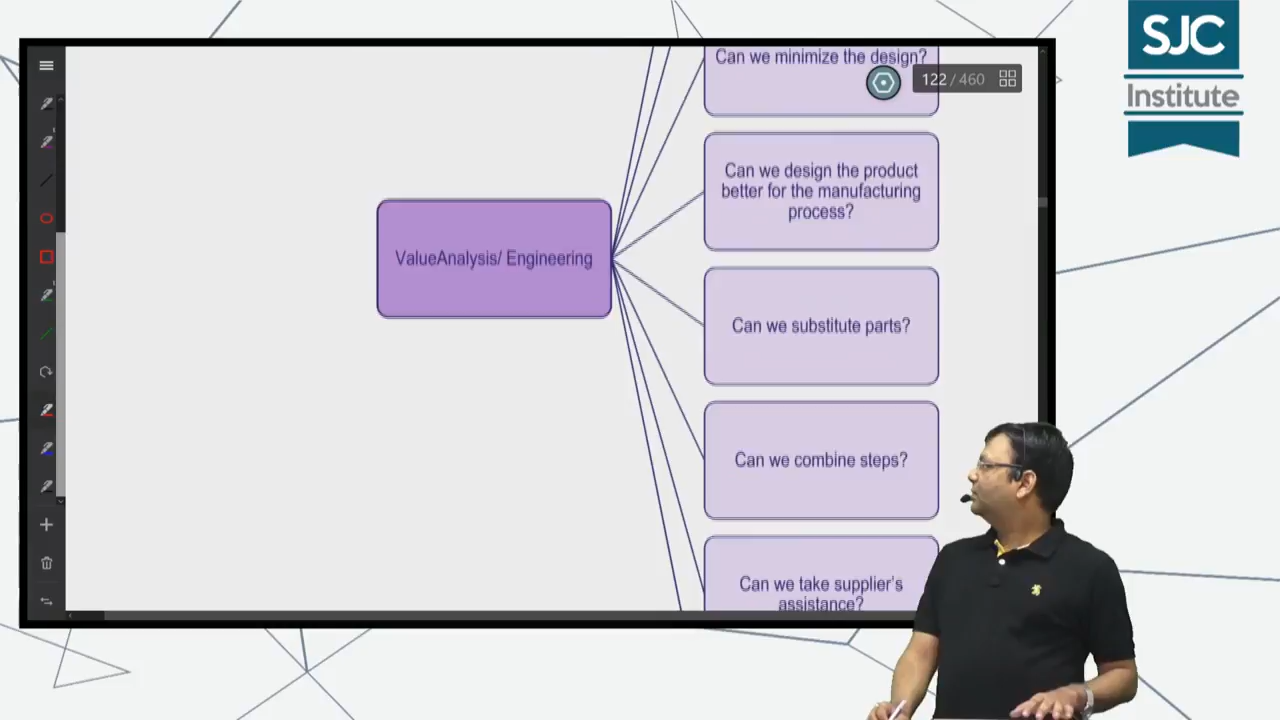 SJC
Institute
122 / 460
Can we minimize the design?
Can we design the product
better for the manufacturing
process?
ValueAnalysis/ Engineering
Can we substitute parts?
Can we combine steps?
Can we take supplier's
assistance?